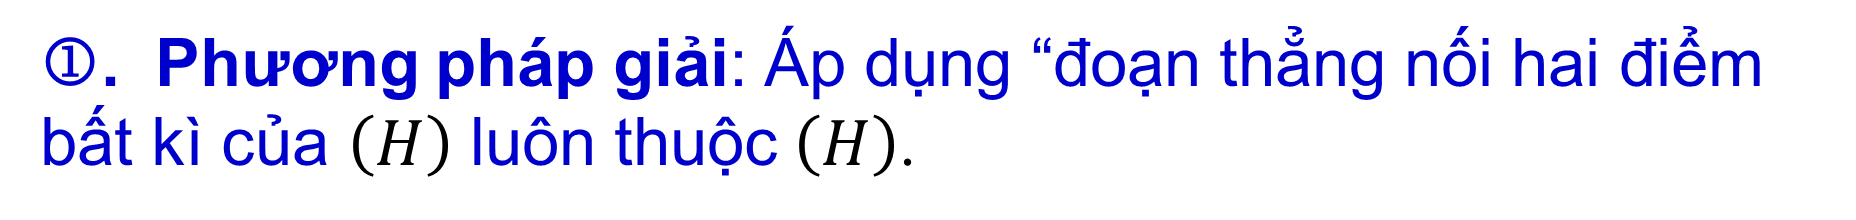 ①. Phương pháp giải: Áp dụng “đoạn thẳng nối hai điểm
bất kì của (H) luôn thuộc (H).